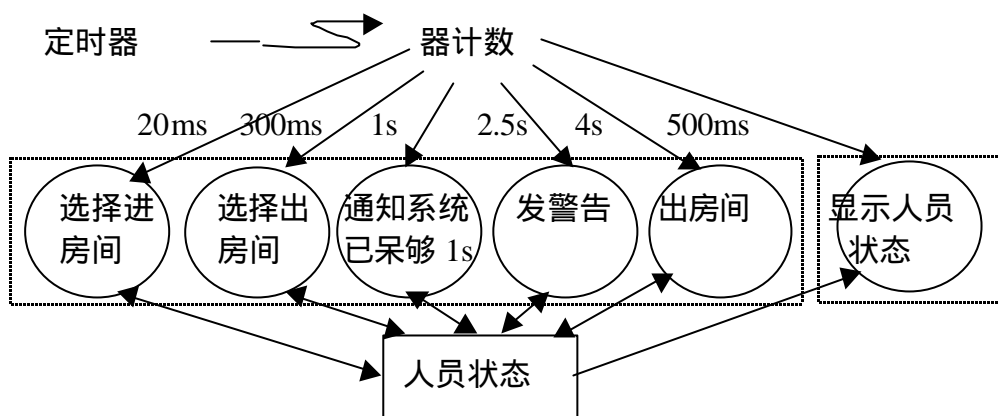 定时器
器计数
20ms
300ms
1s
2.5s
4s
500ms
选择进
房间
选择出
房间
通知系统
已呆够 1s
发警告
出房间
显示人员
状态
人员状态